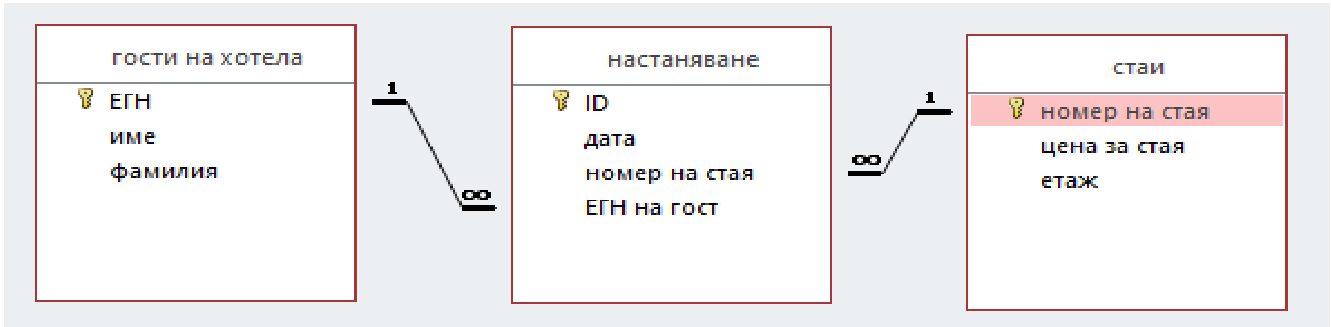 гости на хотела
ЕГН
име
фамилия
1
∞
настаняване
ID
дата
номер на стая
ЕГН на гост
∞
1
стаи
номер на стая
цена за стая
етаж